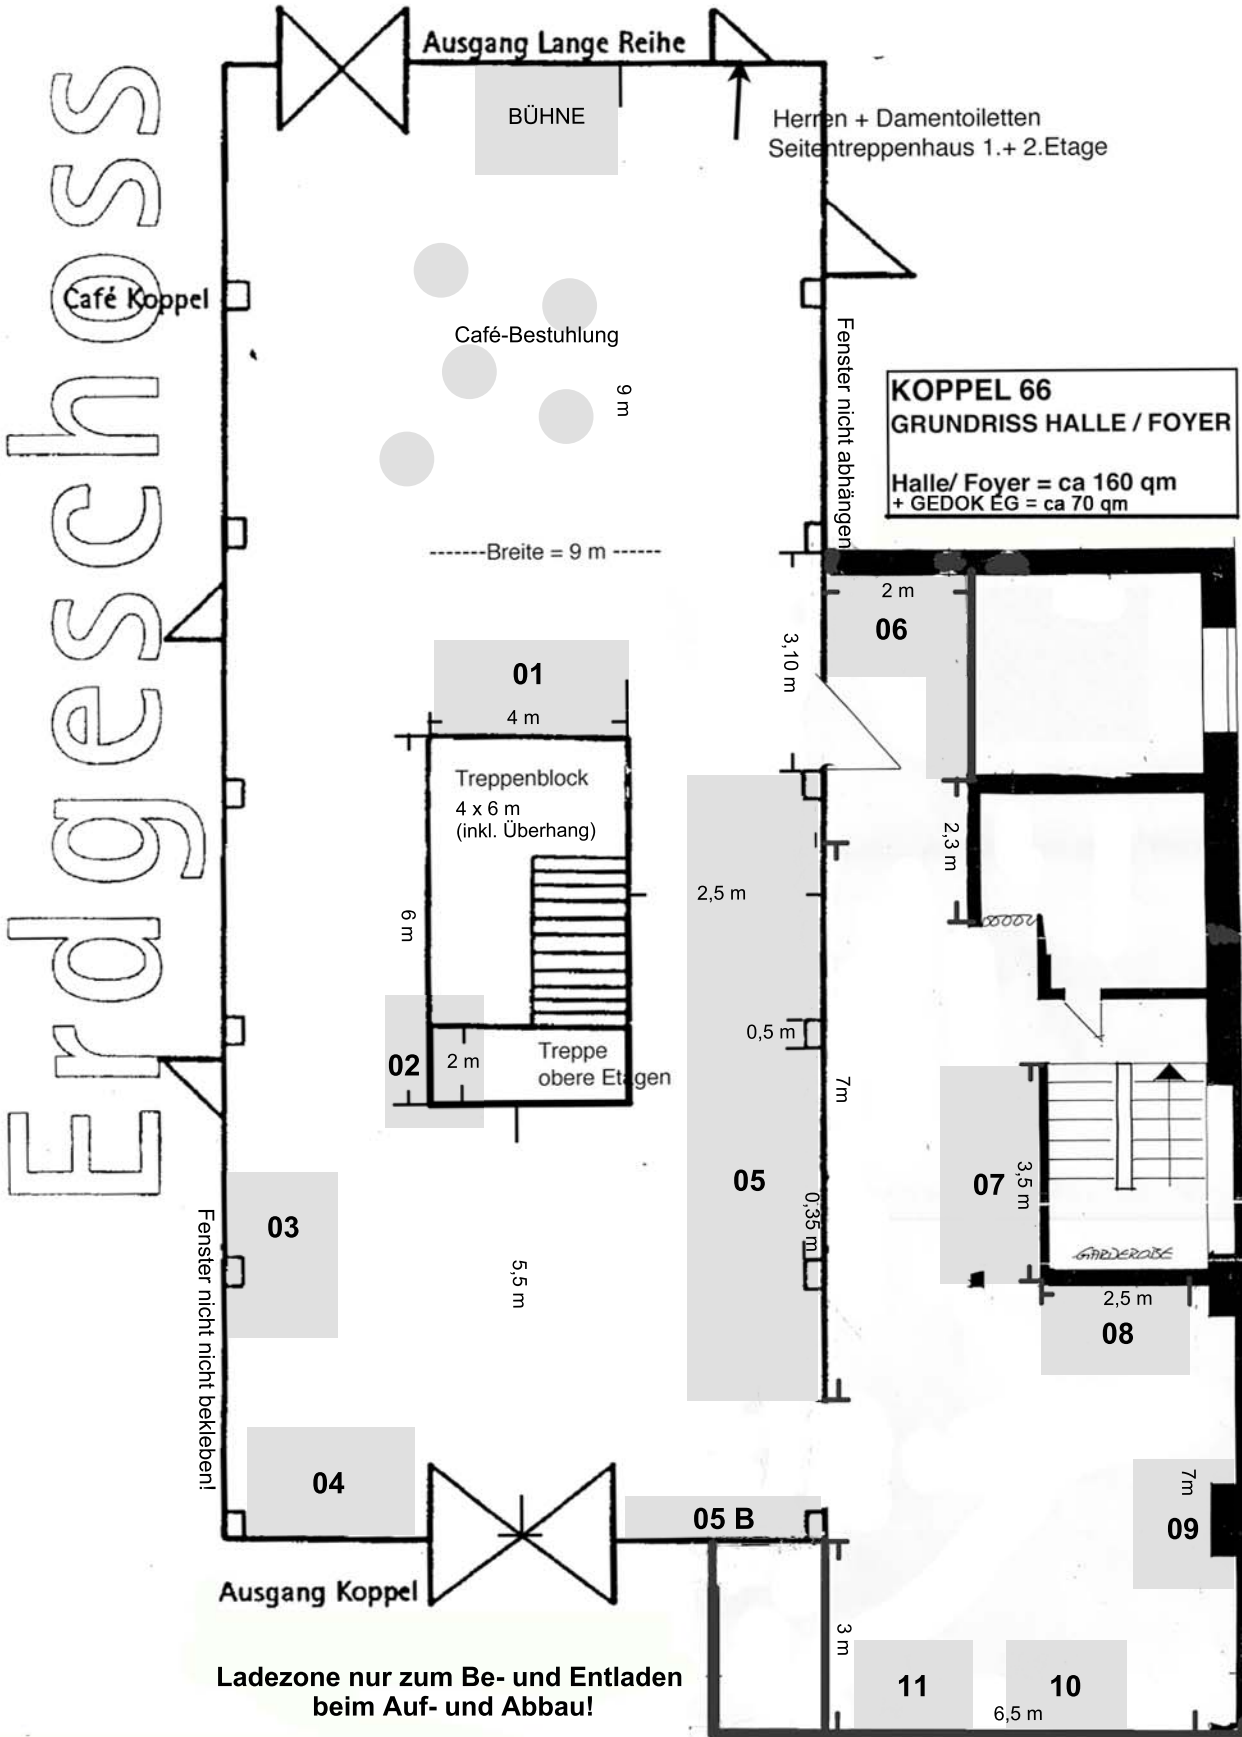 Erdgeschoss
Ausgang Lange Reihe
BÜHNE
Herren + Damentoiletten
Seitentreppenhaus 1.+ 2.Etage
Café Koppel
Café-Bestuhlung
9 m
Fenster nicht abhängen
KOPPEL 66
GRUNDRISS HALLE / FOYER
Halle/ Foyer = ca 160 qm
+ GEDOK EG = ca 70 qm
------Breite = 9 m ------
2 m
06
3,10 m
01
4 m
Treppenblock
4 x 6 m
(inkl. Überhang)
2,3 m
2,5 m
6 m
0,5 m
02
2 m
Treppe
obere Etagen
7m
05
07
3,5 m
03
0,35 m
Fenster nicht nicht bekleben!
5,5 m
GARDEROBE
2,5 m
08
04
05 B
7m
09
Ausgang Koppel
3 m
Ladezone nur zum Be- und Entladen
beim Auf- und Abbau!
11
10
6,5 m